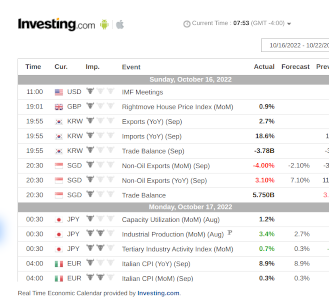 Investing.com
Current Time : 07:53 (GMT -4:00)
10/16/2022 - 10/22/20
Time Cur. Imp. Event Actual Forecast Prev
Sunday, October 16, 2022
11:00 USD IMF Meetings
19:01 GBP Rightmove House Price Index (MoM) 0.9%
19:55 KRW Exports (YoY) (Sep) 2.7%
19:55 KRW Imports (YoY) (Sep) 18.6% 1
19:55 KRW Trade Balance (Sep) -3.78B -3
20:30 SGD Non-Oil Exports (MoM) (Sep) -4.00% -2.10% -3
20:30 SGD Non-Oil Exports (YoY) (Sep) 3.10% 7.10% 11
20:30 SGD Trade Balance 5.750B 3.
Monday, October 17, 2022
00:30 JPY Capacity Utilization (MoM) (Aug) 1.2%
00:30 JPY Industrial Production (MoM) (Aug) P 3.4% 2.7%
00:30 JPY Tertiary Industry Activity Index (MoM) 0.7% 0.3% -
04:00 EUR Italian CPI (YoY) (Sep) 8.9% 8.9%
04:00 EUR Italian CPI (MoM) (Sep) 0.3% 0.3%
Real Time Economic Calendar provided by Investing.com.